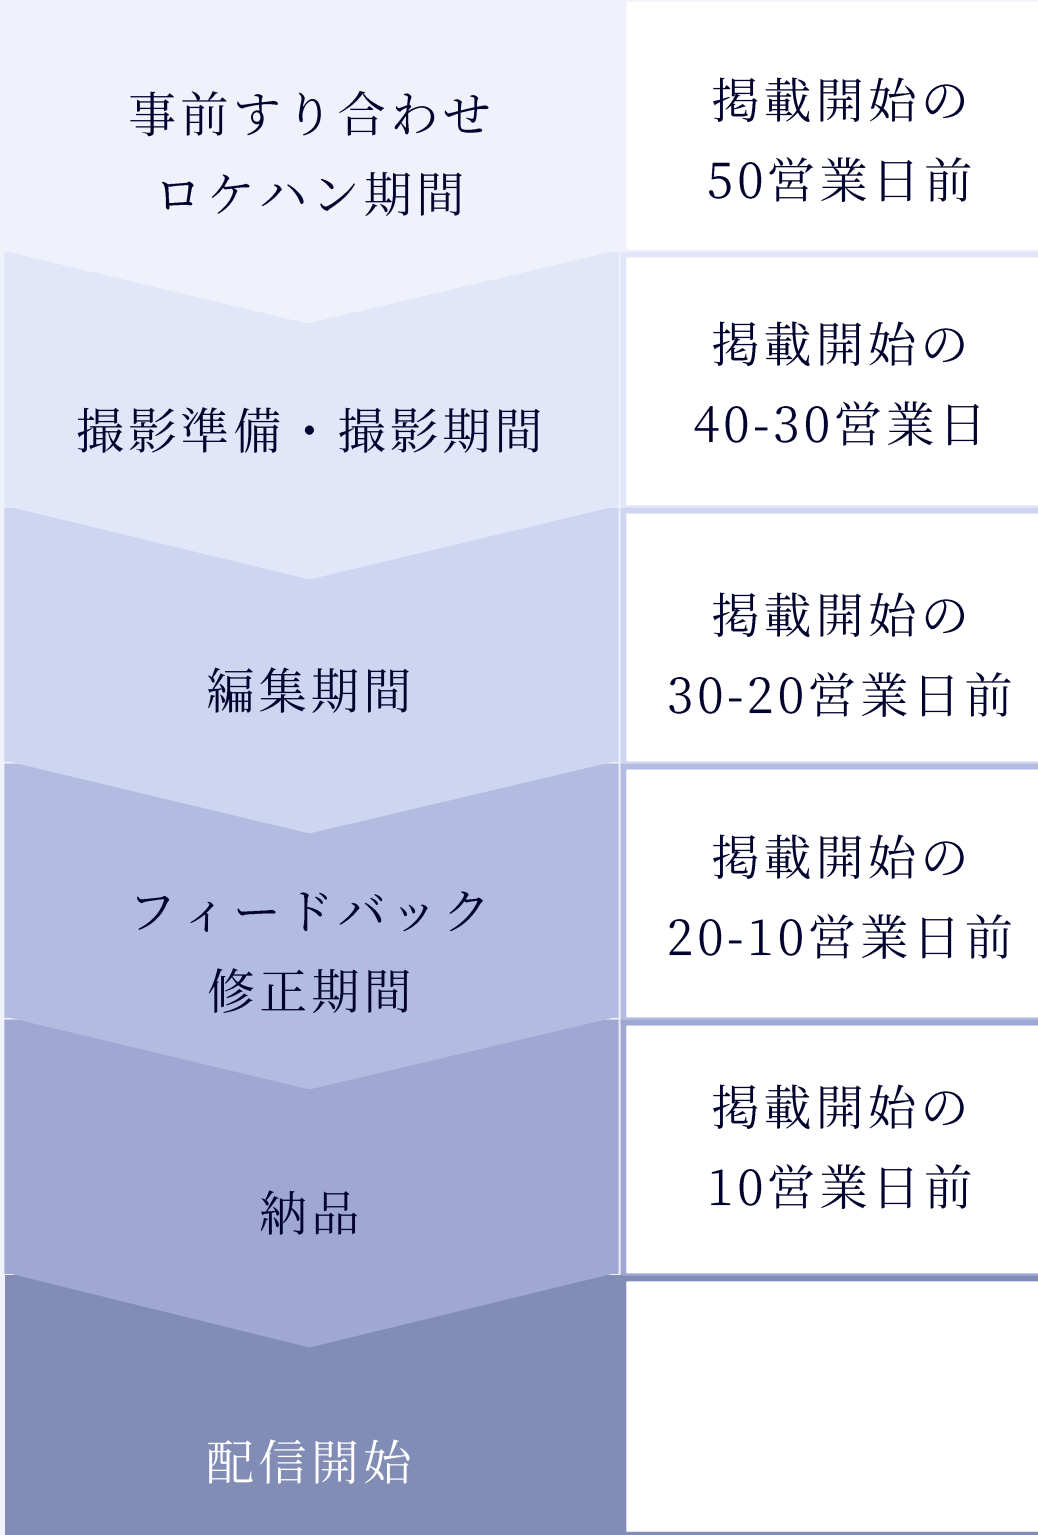 事前すり合わせ
ロケハン期間
掲載開始の
50営業日前
撮影準備・撮影期間
掲載開始の
40-30営業日
編集期間
掲載開始の
30-20営業日前
フィードバック
修正期間
掲載開始の
20-10営業日前
納品
掲載開始の
10営業日前
配信開始